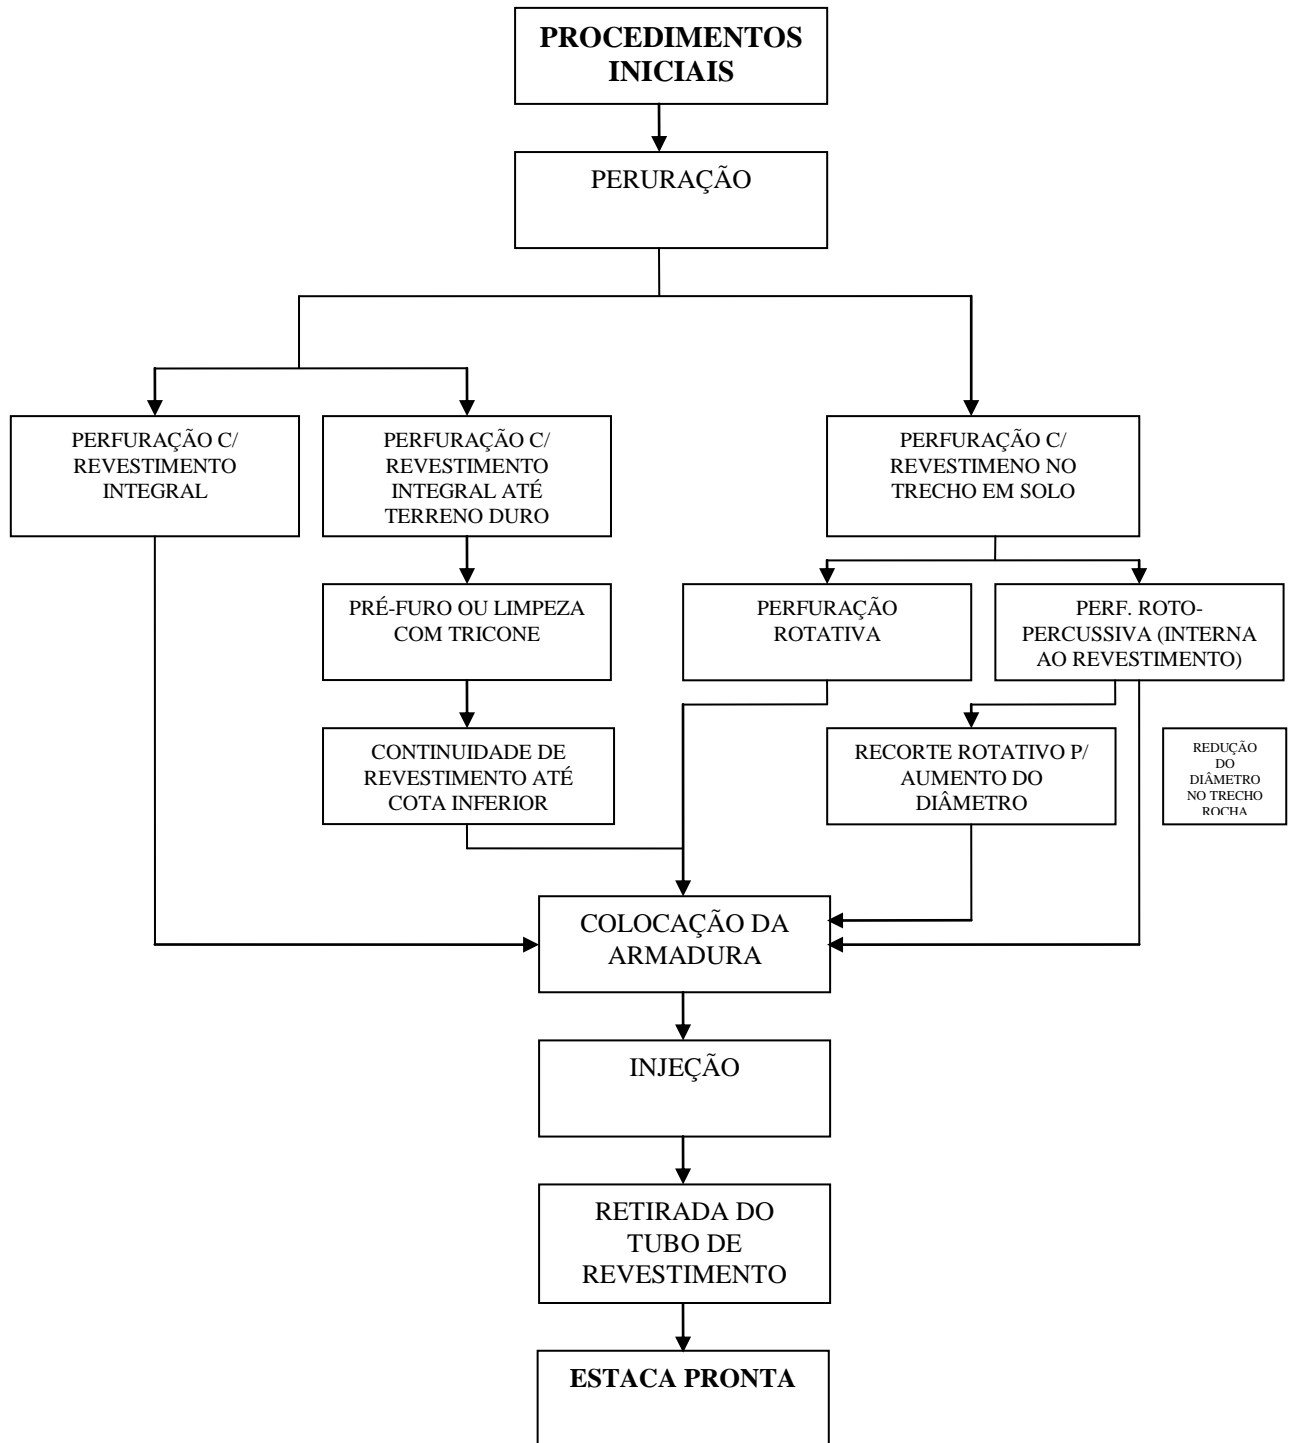 PROCEDIMENTOS
INICIAIS
PERURAÇÃO
PERFURAÇÃO C/
REVESTIMENTO
INTEGRAL
PERFURAÇÃO C/
REVESTIMENTO
INTEGRAL ATÉ
TERRENO DURO
PERFURAÇÃO C/
REVESTIMENO NO
TRECHO EM SOLO
PRÉ-FURO OU LIMPEZA
COM TRICONE
PERFURAÇÃO
ROTATIVA
PERF. ROTO-
PERCUSSIVA (INTERNA
AO REVESTIMENTO)
CONTINUIDADE DE
REVESTIMENTO ATÉ
COTA INFERIOR
RECORTE ROTATIVO P/
AUMENTO DO
DIÂMETRO
REDUÇÃO
DO
DIÂMETRO
NO TRECHO
ROCHA
COLOCAÇÃO DA
ARMADURA
INJEÇÃO
RETIRADA DO
TUBO DE
REVESTIMENTO
ESTACA PRONTA